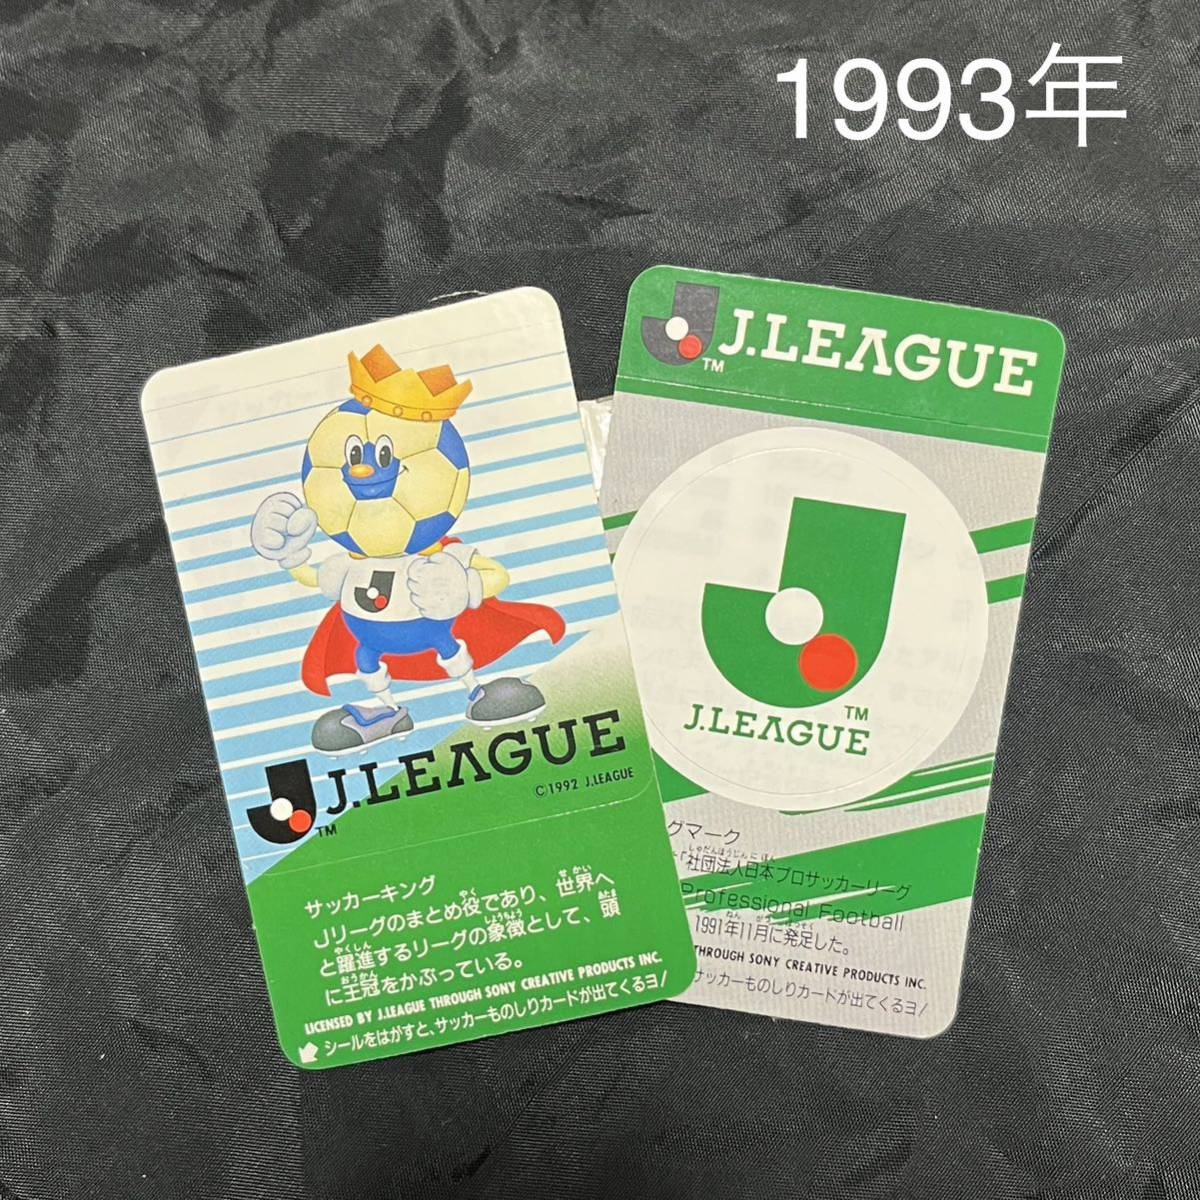 1993年
J.LEAGUE
TM
©1992 J.LEAGUE
サッカーキング
Jリーグのまとめ役であり、世界へ
と躍進するリーグの象徴として、頭
に王冠をかぶっている。
LICENSED BY J.LEAGUE THROUGH SONY CREATIVE PRODUCTS INC.
シールをはがすと、サッカーものしりカードが出てくるヨ!
J.LEAGUE
TM
TM
J.LEAGUE
グマーク
「社団法人日本プロサッカーリーグ
Professional Football
1991年11月に発足した。
THROUGH SONY CREATIVE PRODUCTS INC.
サッカーものしりカードが出てくるヨ!